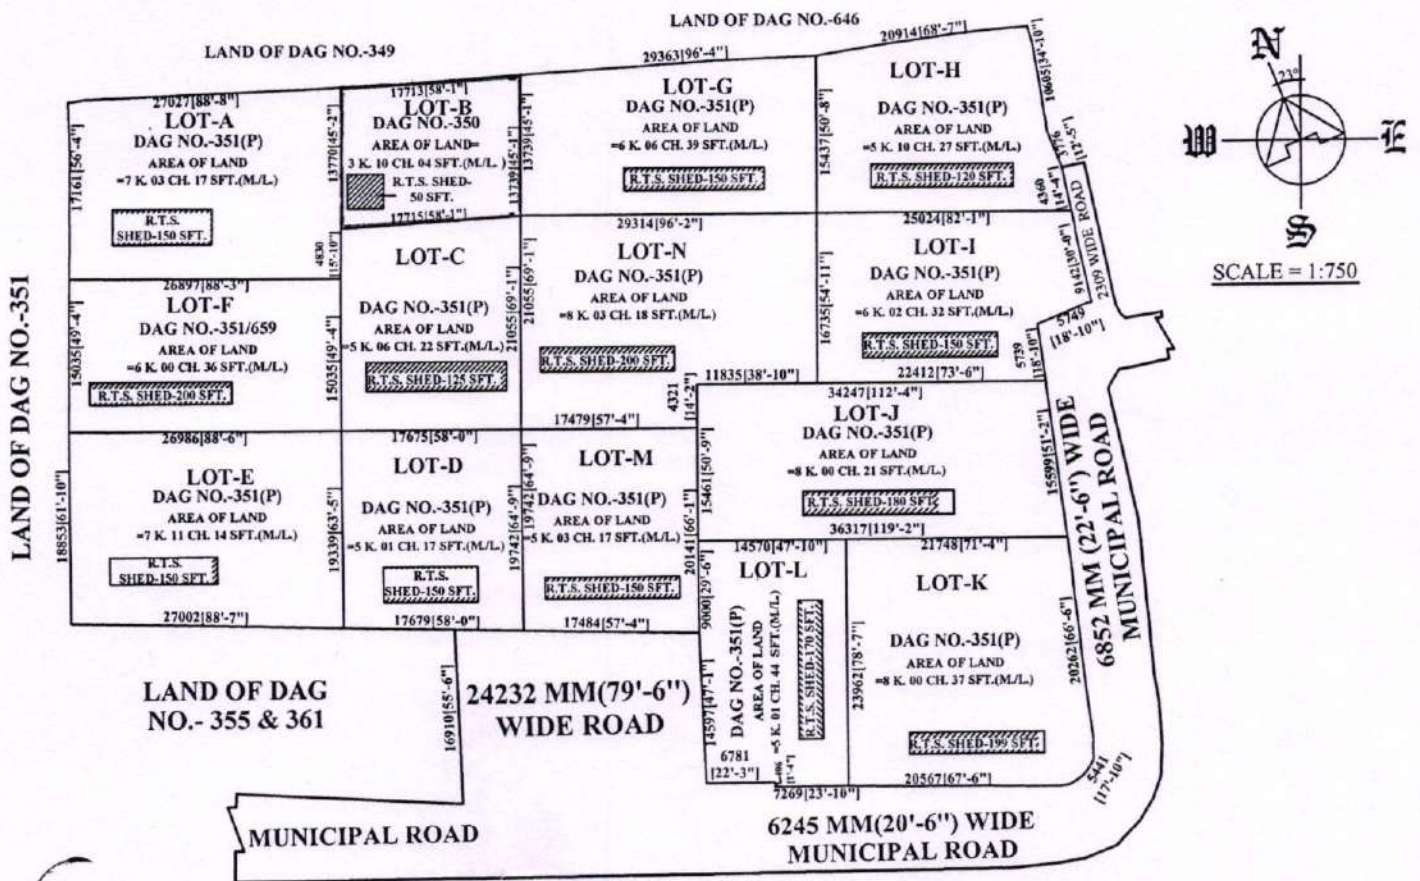 LAND OF DAG NO.-646
LAND OF DAG NO.-349
LAND OF DAG NO.-351
27027[88'-8"]
LOT-A
DAG NO.-351(P)
AREA OF LAND
=7 K. 03 CH. 17 SFT.(M/L.)
R.T.S.
SHED-150 SFT.
17161[56'-4"]
13770[45'-2"]
4830
[15'-10"]
26897[88'-3"]
17713[58'-1"]
LOT-B
DAG NO.-350
AREA OF LAND=
3 K. 10 CH. 04 SFT.(M/L.)
R.T.S. SHED-
50 SFT.
17715[58'-1"]
13739[45'-1"]
13739[45'-1"]
29363[96'-4"]
LOT-G
DAG NO.-351(P)
AREA OF LAND
=6 K. 06 CH. 39 SFT.(M/L.)
R.T.S. SHED-150 SFT.
15437[50'-8"]
29314[96'-2"]
20914[68'-7"]
LOT-H
DAG NO.-351(P)
AREA OF LAND
=5 K. 10 CH. 27 SFT.(M/L.)
R.T.S. SHED-120 SFT.
[12'-5"]
4369
[14'-4"]
25024[82'-1"]
N
23°
W
E
S
SCALE = 1:750
LOT-C
DAG NO.-351(P)
AREA OF LAND
=5 K. 06 CH. 22 SFT.(M/L.)
R.T.S. SHED-125 SFT.
21055[69'-1"]
21055[69'-1"]
LOT-N
DAG NO.-351(P)
AREA OF LAND
=8 K. 03 CH. 18 SFT.(M/L.)
R.T.S. SHED-200 SFT.
16735[54'-11"]
11835[38'-10"]
4321
[14'-2"]
17479[57'-4"]
LOT-I
DAG NO.-351(P)
AREA OF LAND
=6 K. 02 CH. 32 SFT.(M/L.)
R.T.S. SHED-150 SFT.
22412[73'-6"]
9142[30'-0"]
2309 WIDE ROAD
5749
[18'-10"]
5739
[18'-10"]
LOT-F
DAG NO.-351/659
AREA OF LAND
=6 K. 00 CH. 36 SFT.(M/L.)
R.T.S. SHED-200 SFT.
15035[49'-4"]
15035[49'-4"]
26986[88'-6"]
17675[58'-0"]
34247[112'-4"]
LOT-J
DAG NO.-351(P)
AREA OF LAND
=8 K. 00 CH. 21 SFT.(M/L.)
R.T.S. SHED-180 SFT.
36317[119'-2"]
15461[50'-9"]
15599[51'-2"]
6852 MM (22'-6") WIDE
MUNICIPAL ROAD
LOT-E
DAG NO.-351(P)
AREA OF LAND
=7 K. 11 CH. 14 SFT.(M/L.)
R.T.S.
SHED-150 SFT.
18853[61'-10"]
19339[63'-5"]
27002[88'-7"]
LOT-D
DAG NO.-351(P)
AREA OF LAND
=5 K. 01 CH. 17 SFT.(M/L.)
R.T.S.
SHED-150 SFT.
17679[58'-0"]
19742[64'-9"]
19742[64'-9"]
LOT-M
DAG NO.-351(P)
AREA OF LAND
=5 K. 03 CH. 17 SFT.(M/L.)
R.T.S. SHED-150 SFT.
20141[66'-1"]
17484[57'-4"]
14570[47'-10"]
LOT-L
DAG NO.-351(P)
AREA OF LAND
=5 K. 01 CH. 44 SFT.(M/L.)
R.T.S. SHED-170 SFT.
9000[29'-6"]
14597[47'-1"]
6781
[22'-3"]
[1'-4"]
7269[23'-10"]
23962[78'-7"]
21748[71'-4"]
LOT-K
DAG NO.-351(P)
AREA OF LAND
=8 K. 00 CH. 37 SFT.(M/L.)
R.T.S. SHED-199 SFT.
20262[66'-6"]
20567[67'-6"]
5441
[17'-10"]
LAND OF DAG
NO.- 355 & 361
16910[55'-6"]
24232 MM(79'-6")
WIDE ROAD
MUNICIPAL ROAD
6245 MM(20'-6") WIDE
MUNICIPAL ROAD